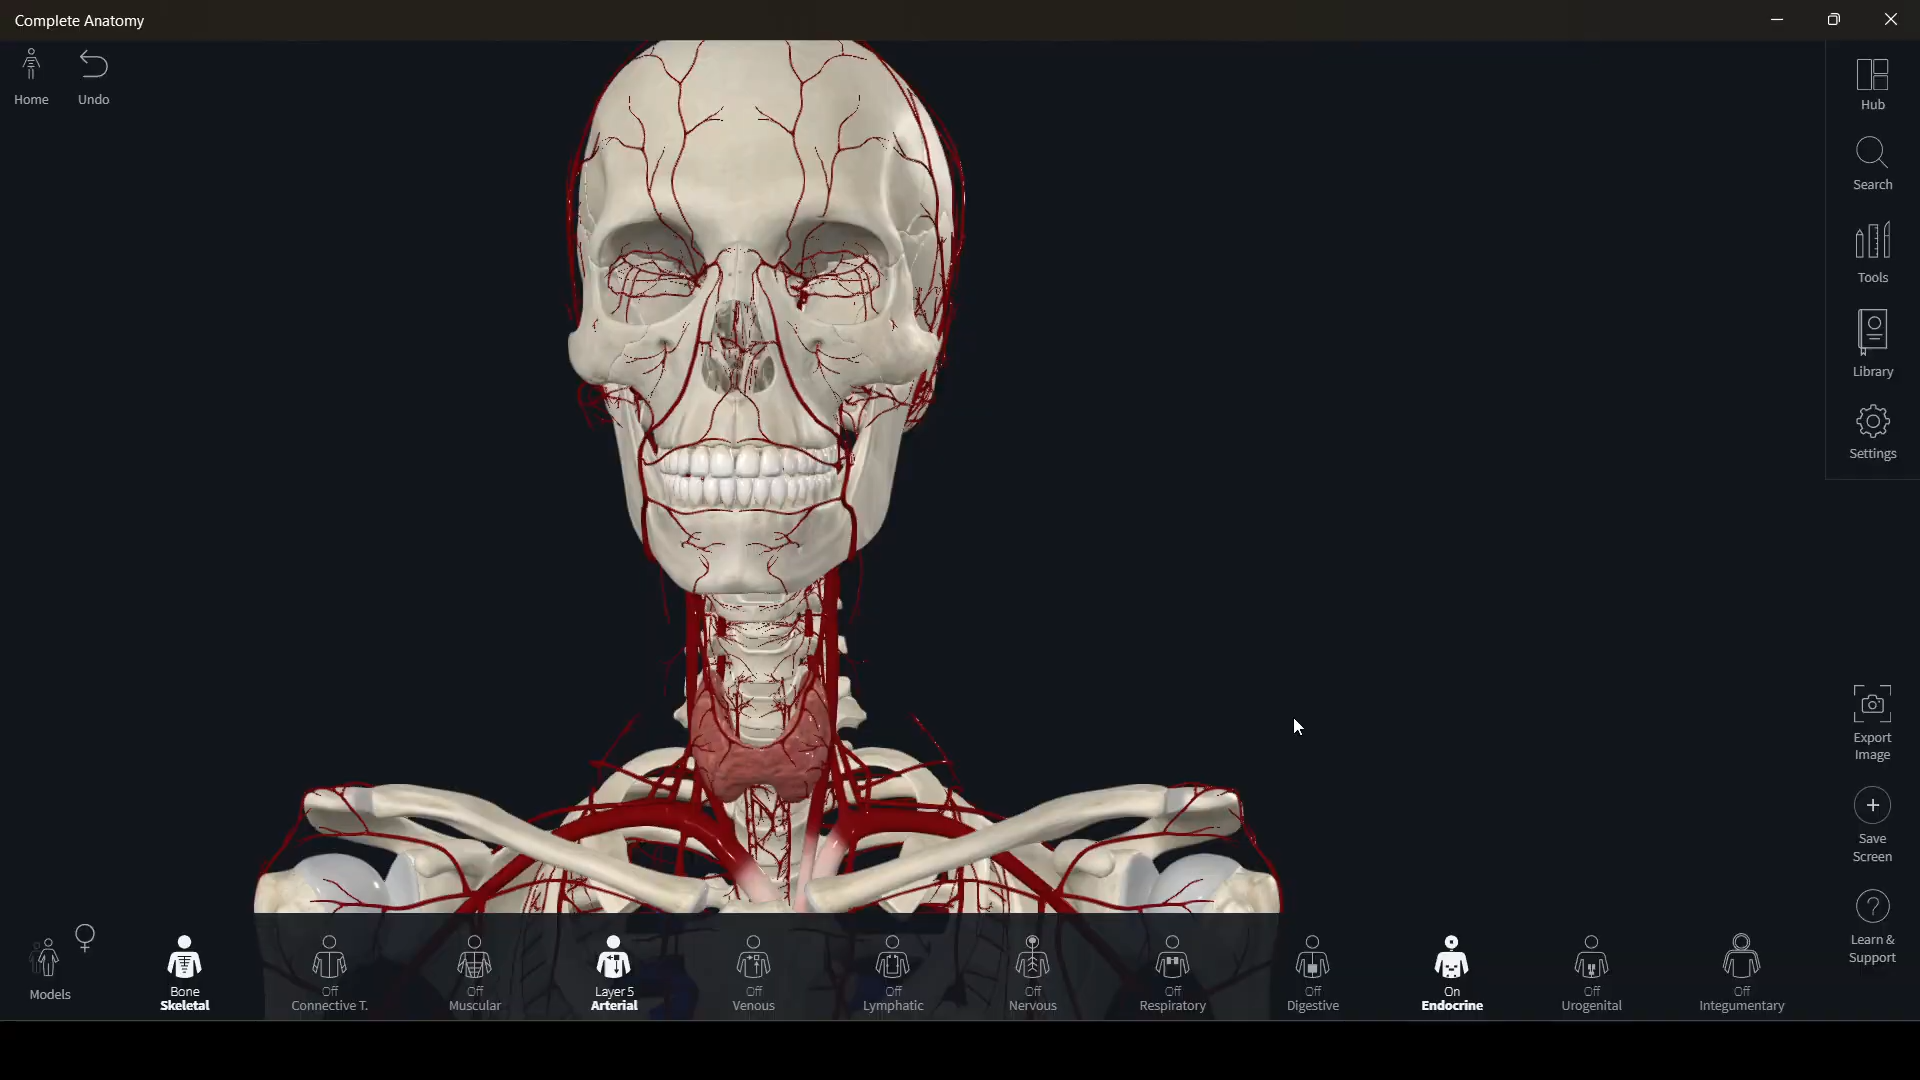 Complete Anatomy
Home
Undo
Hub
Search
Tools
Library
Settings
Export
Image
Save
Screen
Learn &
Support
Models
Bone
Skeletal
Off
Connective T.
Off
Muscular
Layer 5
Arterial
Off
Venous
Off
Lymphatic
Off
Nervous
Off
Respiratory
Off
Digestive
On
Endocrine
Off
Urogenital
Off
Integumentary